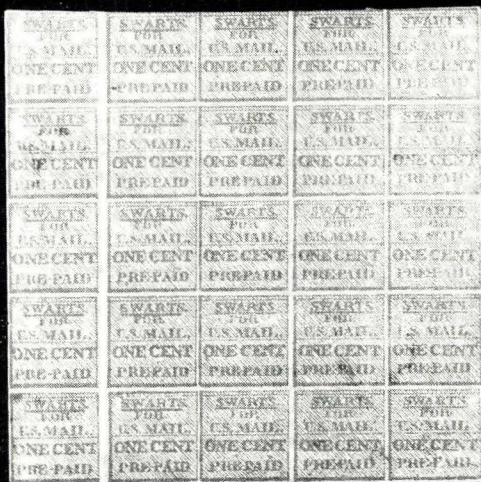 SWARTS SWARTS SWARTS SWARTS SWARTS
FOR FOR FOR FOR FOR
U.S. MAIL, U.S. MAIL, U.S. MAIL, U.S. MAIL, U.S. MAIL,
ONE CENT ONE CENT ONE CENT ONE CENT ONE CENT
PRE-PAID PREPAID PREPAID PREPAID PREPAID
SWARTS SWARTS SWARTS SWARTS SWARTS
FOR FOR FOR FOR FOR
U.S. MAIL, U.S. MAIL, U.S. MAIL, U.S. MAIL, U.S. MAIL,
ONE CENT ONE CENT ONE CENT ONE CENT ONE CENT
PRE-PAID PREPAID PREPAID PREPAID PREPAID
SWARTS SWARTS SWARTS SWARTS SWARTS
FOR FOR FOR FOR FOR
U.S. MAIL, U.S. MAIL, U.S. MAIL, U.S. MAIL, U.S. MAIL,
ONE CENT ONE CENT ONE CENT ONE CENT ONE CENT
PRE-PAID PREPAID PREPAID PREPAID PREPAID
SWARTS SWARTS SWARTS SWARTS SWARTS
FOR FOR FOR FOR FOR
U.S. MAIL, U.S. MAIL, U.S. MAIL, U.S. MAIL, U.S. MAIL,
ONE CENT ONE CENT ONE CENT ONE CENT ONE CENT
PRE-PAID PREPAID PREPAID PREPAID PREPAID
SWARTS SWARTS SWARTS SWARTS SWARTS
FOR FOR FOR FOR FOR
U.S. MAIL, U.S. MAIL, U.S. MAIL, U.S. MAIL, U.S. MAIL,
ONE CENT ONE CENT ONE CENT ONE CENT ONE CENT
PRE-PAID PREPAID PREPAID PREPAID PREPAID